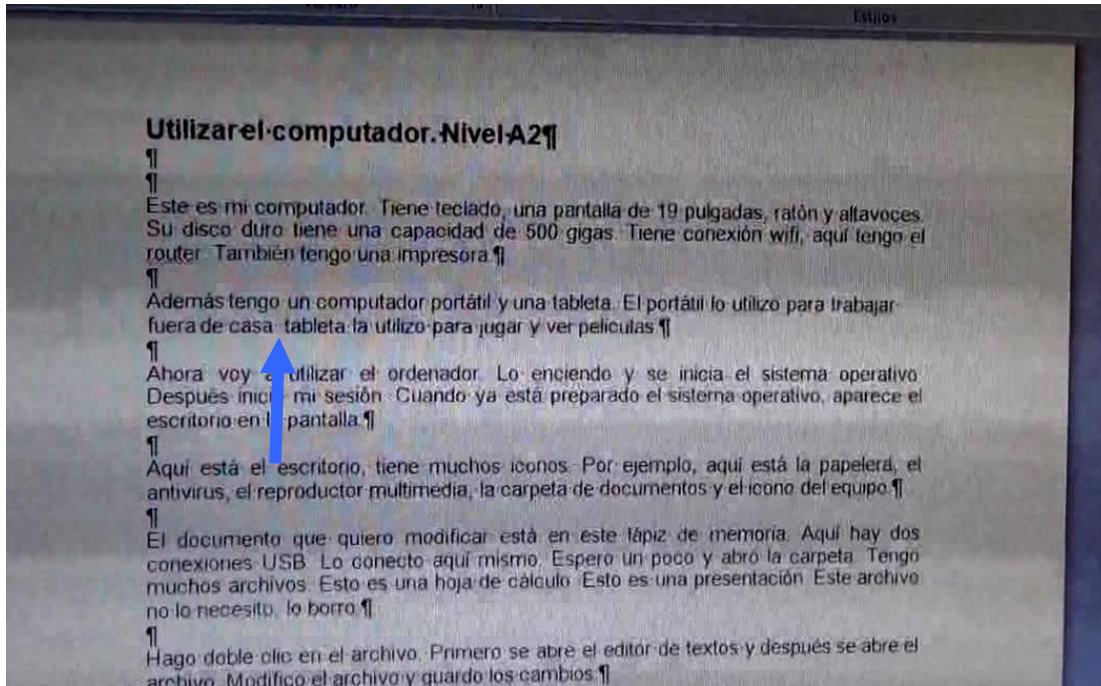 Estilos
Utilizar el computador. Nivel A2¶
¶
¶
Este es mi computador. Tiene teclado, una pantalla de 19 pulgadas, ratón y altavoces.
Su disco duro tiene una capacidad de 500 gigas. Tiene conexión wifi, aquí tengo el
router. También tengo una impresora.¶
¶
Además tengo un computador portátil y una tableta. El portátil lo utilizo para trabajar
fuera de casa tableta la utilizo para jugar y ver películas.¶
¶
Ahora voy a utilizar el ordenador. Lo enciendo y se inicia el sistema operativo.
Después mi sesión. Cuando ya está preparado el sistema operativo, aparece el
escritorio en pantalla.¶
¶
Aquí está el escritorio, tiene muchos iconos. Por ejemplo, aquí está la papelera, el
antivirus, el reproductor multimedia, la carpeta de documentos y el icono del equipo.¶
¶
El documento que quiero modificar está en este lápiz de memoria. Aquí hay dos
conexiones USB. Lo conecto aquí mismo. Espero un poco y abro la carpeta. Tengo
muchos archivos. Esto es una hoja de cálculo. Esto es una presentación. Este archivo
no lo necesito, lo borro.¶
¶
Hago doble clic en el archivo. Primero se abre el editor de textos y después se abre el
archivo. Modifico el archivo y guardo los cambios.¶